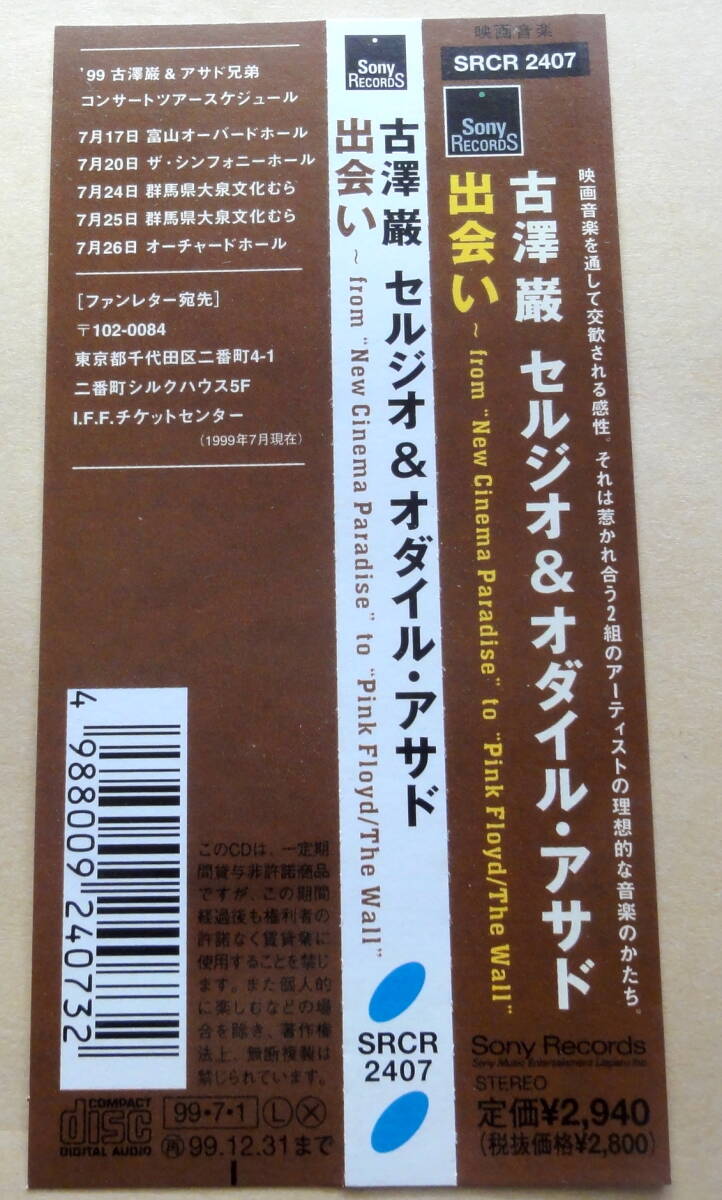 '99 古澤巌 & アサド兄弟
コンサートツアースケジュール
7月17日 富山オーバードホール
7月20日 ザ・シンフォニーホール
7月24日 群馬県大泉文化むら
7月25日 群馬県大泉文化むら
7月26日 オーチャードホール
[ファンレター宛先]
〒102-0084
東京都千代田区二番町4-1
二番町シルクハウス5F
I.F.F.チケットセンター
(1999年7月現在)
4 988009 240732
このCDは、一定期
間貸与非許諾商品
ですが、この期間
経過後も権利者の
許諾なく賃貸業に
使用することを禁じ
ます。また個人的
に楽しむなどの場
合を除き、著作権
法上、無断複製は
禁じられています。
COMPACT
disc
DIGITAL AUDIO
99・7・1 L X
再 99.12.31まで
Sony
RECORDS
古澤 巌 セルジオ&オダイル・アサド
出会い ~ from "New Cinema Paradise" to "Pink Floyd/The Wall"
SRCR
2407
映画音楽
SRCR 2407
Sony
RECORDS
映画音楽を通して交歓される感性。それは惹かれ合う2組のアーティストの理想的な音楽のかたち。
古澤 巌 セルジオ&オダイル・アサド
出会い ~ from "New Cinema Paradise" to "Pink Floyd/The Wall"
Sony Records
Sony Music Entertainment (Japan) Inc.
STEREO
定価¥2,940
(税抜価格¥2,800)